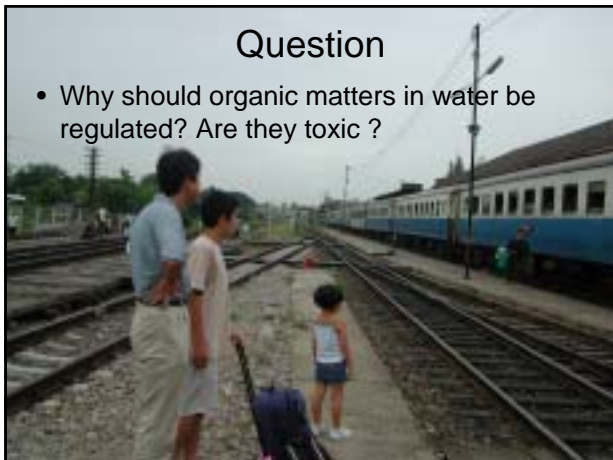 Question
• Why should organic matters in water be
regulated? Are they toxic ?